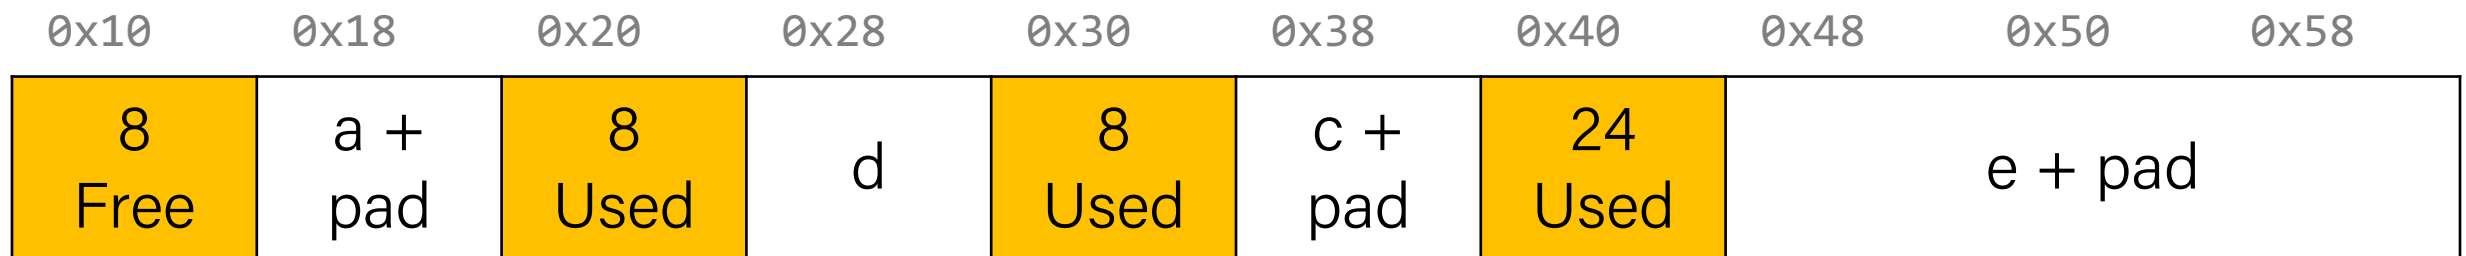 0x10 0x18 0x20 0x28 0x30 0x38 0x40 0x48 0x50 0x58
8
Free
a +
pad
8
Used
d
8
Used
c +
pad
24
Used
e + pad